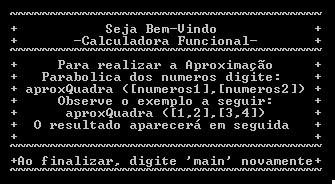 ~~~~~~~~~~~~~~~~~~~~~~~~~~~~~~~~~~~~~~~
+ Seja Bem-Vindo +
+ -Calculadora Funcional- +
~~~~~~~~~~~~~~~~~~~~~~~~~~~~~~~~~~~~~~~
+ Para realizar a Aproximação +
+ Parabolica dos numeros digite: +
+ aproxQuadra ([numeros1],[numeros2]) +
+ Observe o exemplo a seguir: +
+ aproxQuadra ([1,2],[3,4]) +
+ O resultado aparecerá em seguida +
+ +
~~~~~~~~~~~~~~~~~~~~~~~~~~~~~~~~~~~~~~~
+Ao finalizar, digite 'main' novamente+
~~~~~~~~~~~~~~~~~~~~~~~~~~~~~~~~~~~~~~~